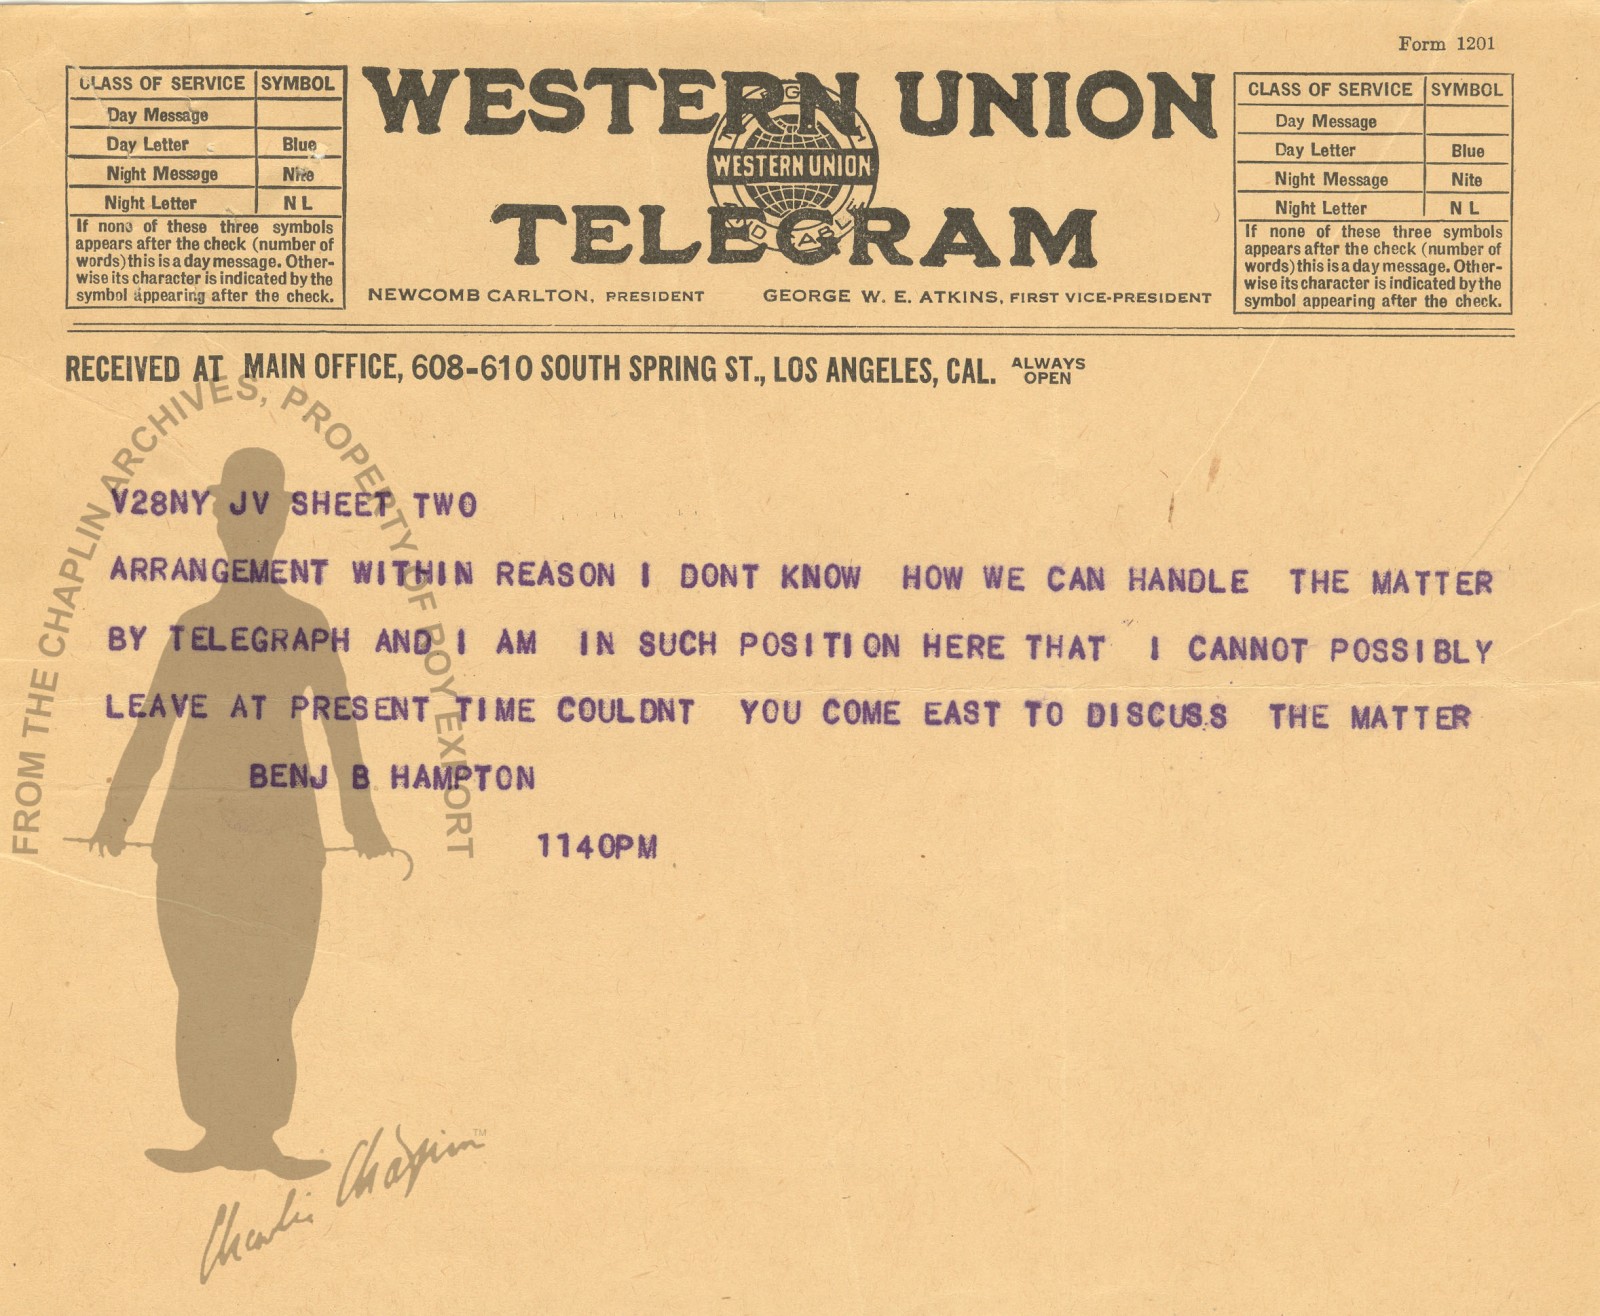 Form 1201
CLASS OF SERVICE SYMBOL
Day Message
Day Letter Blue
Night Message Nite
Night Letter N L
If none of these three symbols
appears after the check (number of
words) this is a day message. Other-
wise its character is indicated by the
symbol appearing after the check.
WESTERN UNION
WESTERN UNION
TELEGRAM
NEWCOMB CARLTON, PRESIDENT GEORGE W. E. ATKINS, FIRST VICE-PRESIDENT
CLASS OF SERVICE SYMBOL
Day Message
Day Letter Blue
Night Message Nite
Night Letter N L
If none of these three symbols
appears after the check (number of
words) this is a day message. Other-
wise its character is indicated by the
symbol appearing after the check.
RECEIVED AT MAIN OFFICE, 608-610 SOUTH SPRING ST., LOS ANGELES, CAL. ALWAYS OPEN
V28NY JV SHEET TWO
ARRANGEMENT WITHIN REASON I DONT KNOW HOW WE CAN HANDLE THE MATTER
BY TELEGRAPH AND I AM IN SUCH POSITION HERE THAT I CANNOT POSSIBLY
LEAVE AT PRESENT TIME COULDNT YOU COME EAST TO DISCUSS THE MATTER
BENJ B HAMPTON
1140PM
FROM THE CHAPLIN ARCHIVES, PROPERTY OF ROY EXPORT
Charlie Chaplin™